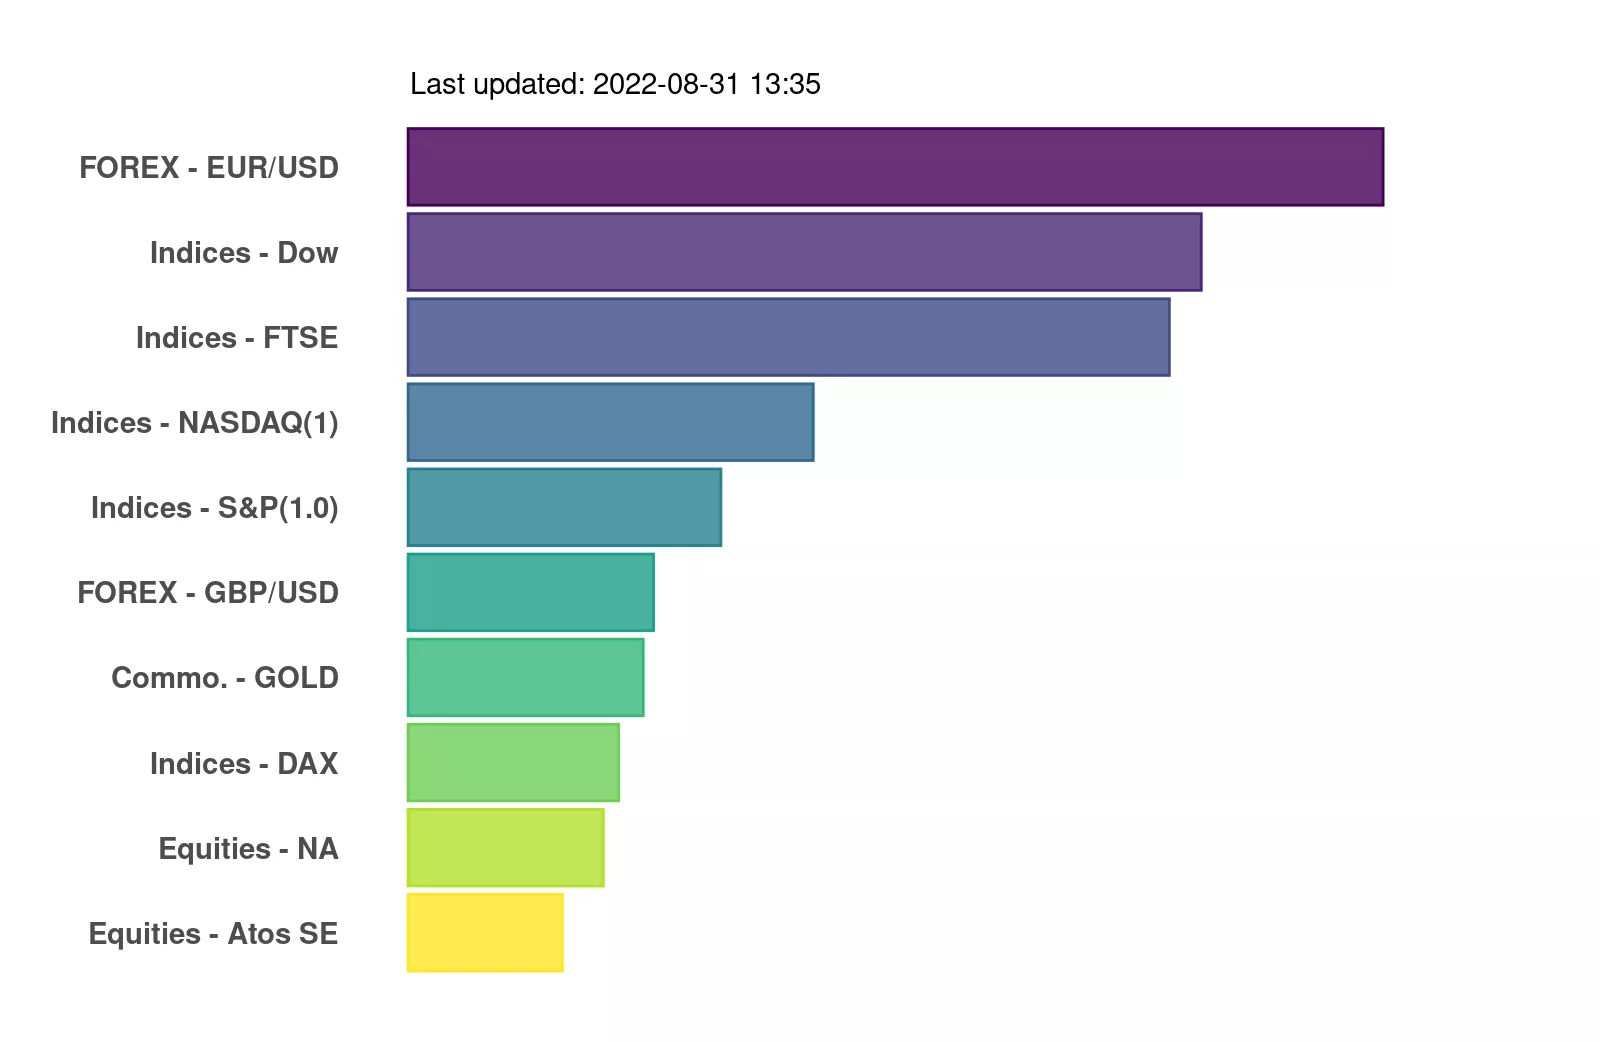 Last updated: 2022-08-31 13:35
FOREX - EUR/USD
Indices - Dow
Indices - FTSE
Indices - NASDAQ(1)
Indices - S&P(1.0)
FOREX - GBP/USD
Commo. - GOLD
Indices - DAX
Equities - NA
Equities - Atos SE